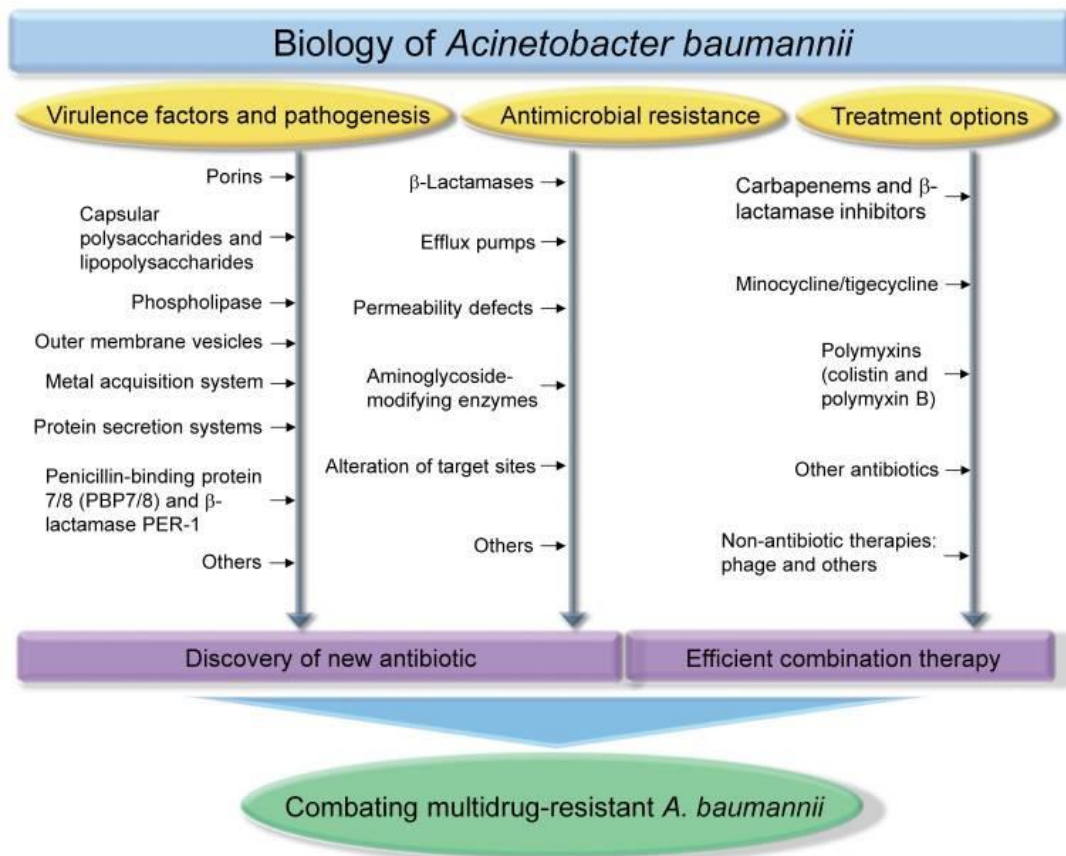 Biology of Acinetobacter baumannii
Virulence factors and pathogenesis
Porins
Capsular
polysaccharides and
lipopolysaccharides
Phospholipase
Outer membrane vesicles
Metal acquisition system
Protein secretion systems
Penicillin-binding protein
7/8 (PBP7/8) and β-
lactamase PER-1
Others
Antimicrobial resistance
β-Lactamases
Efflux pumps
Permeability defects
Aminoglycoside-
modifying enzymes
Alteration of target sites
Others
Treatment options
Carbapenems and β-
lactamase inhibitors
Minocycline/tigecycline
Polymyxins
(colistin and
polymyxin B)
Other antibiotics
Non-antibiotic therapies:
phage and others
Discovery of new antibiotic
Efficient combination therapy
Combating multidrug-resistant A. baumannii